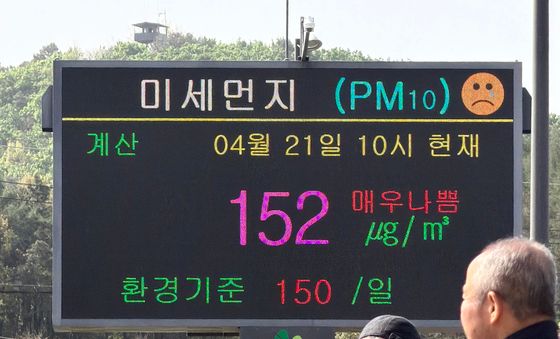 미세먼지 (PM10)
계산 04월 21일 10시 현재
152 매우나쁨
㎍/㎥
환경기준 150 /일